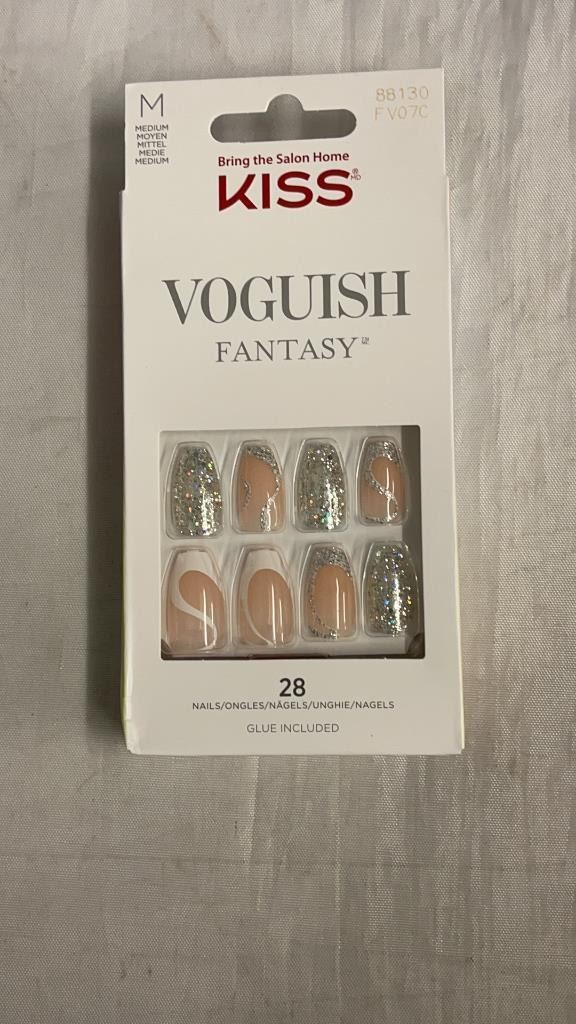 M
MEDIUM
MOYEN
MITTEL
MEDIE
MEDIUM
88130
FV07C
Bring the Salon Home
KISS®
MD
VOGUISH
FANTASY
28
NAILS/ONGLES/NÄGELS/UNGHIE/NAGELS
GLUE INCLUDED